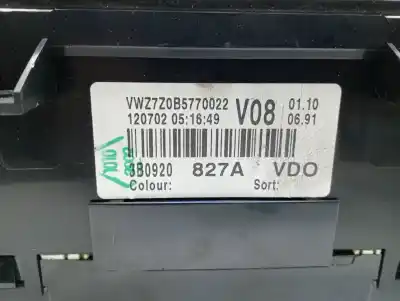 VWZ7Z0B5770022 V08 01.10
120702 05:16:49 06.91
3B0920 827A VDO
Colour: Sort: